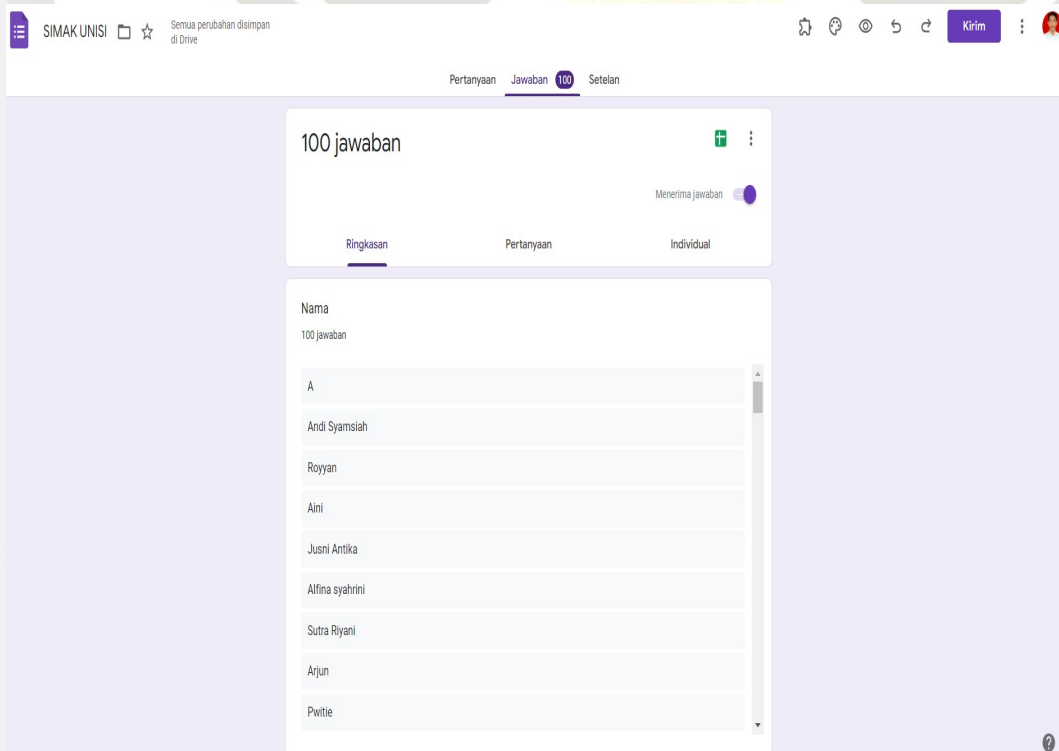 SIMAK UNISI
Semua perubahan disimpan
di Drive
Kirim
Pertanyaan Jawaban 100 Setelan
100 jawaban
Menerima jawaban
Ringkasan Pertanyaan Individual
Nama
100 jawaban
A
Andi Syamsiah
Royyan
Aini
Jusni Antika
Alfina syahrini
Sutra Riyani
Arjun
Pwitie